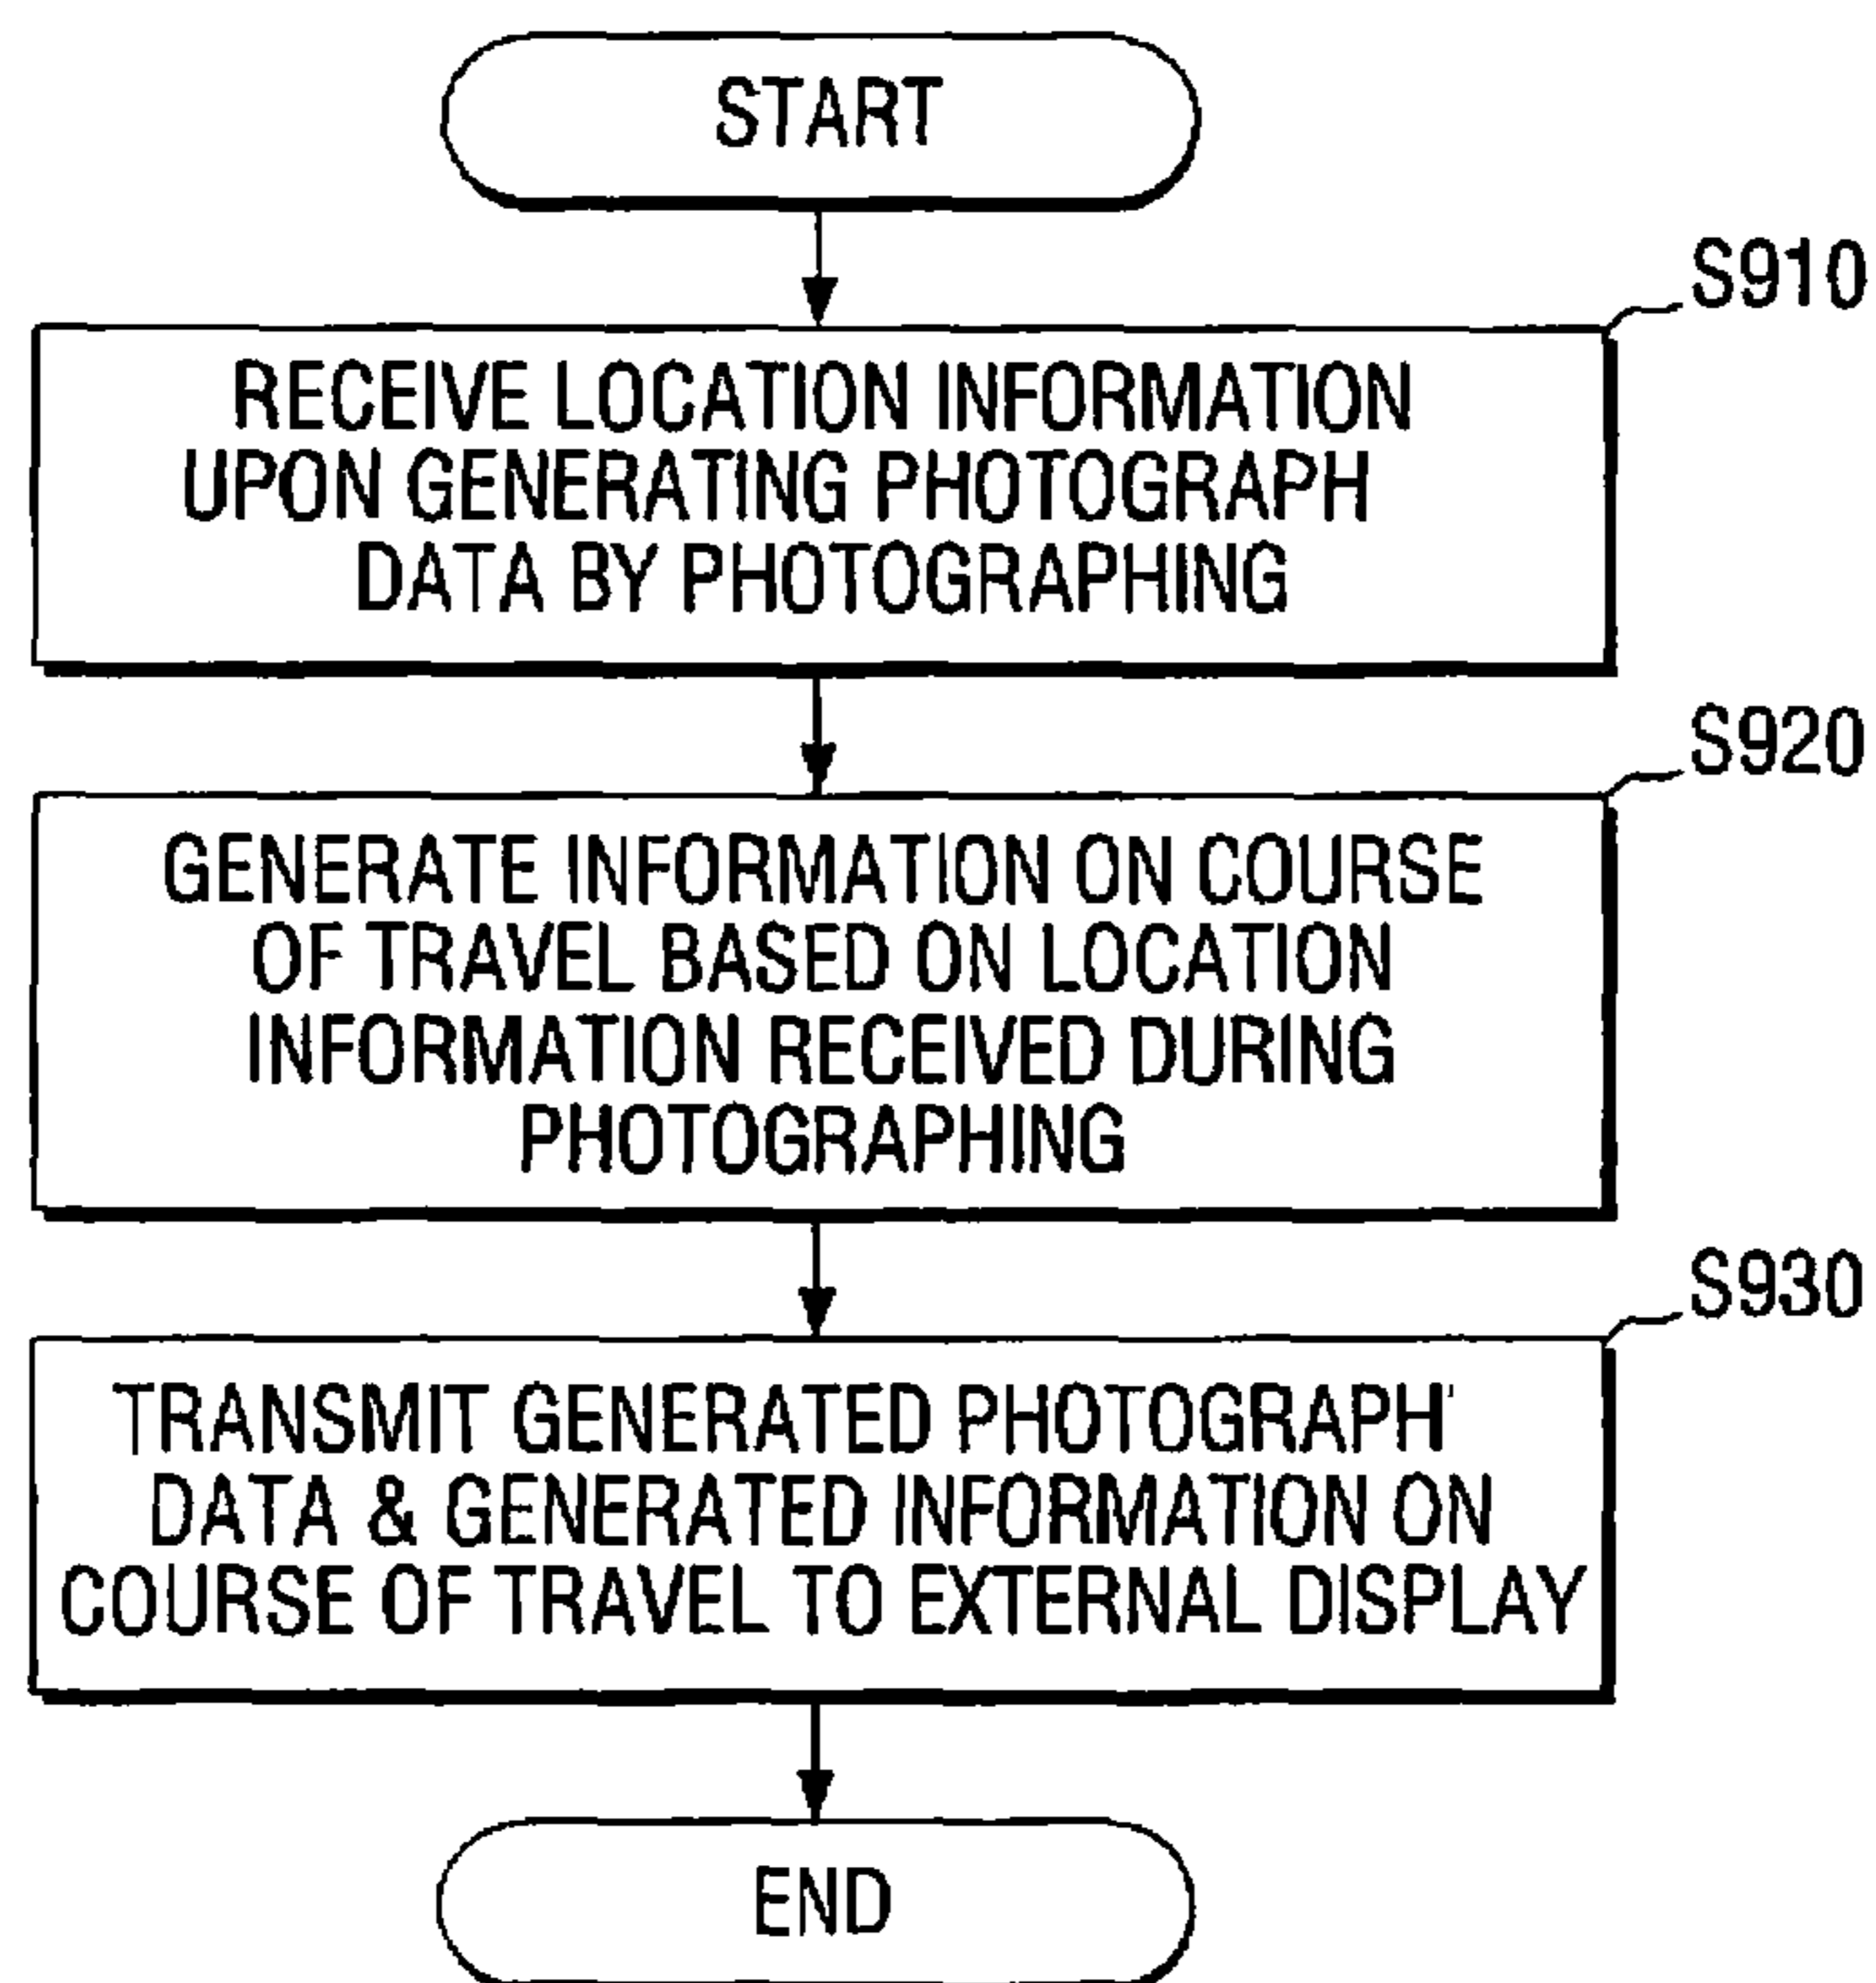 START
S910
RECEIVE LOCATION INFORMATION
UPON GENERATING PHOTOGRAPH
DATA BY PHOTOGRAPHING
S920
GENERATE INFORMATION ON COURSE
OF TRAVEL BASED ON LOCATION
INFORMATION RECEIVED DURING
PHOTOGRAPHING
S930
TRANSMIT GENERATED PHOTOGRAPH
DATA & GENERATED INFORMATION ON
COURSE OF TRAVEL TO EXTERNAL DISPLAY
END